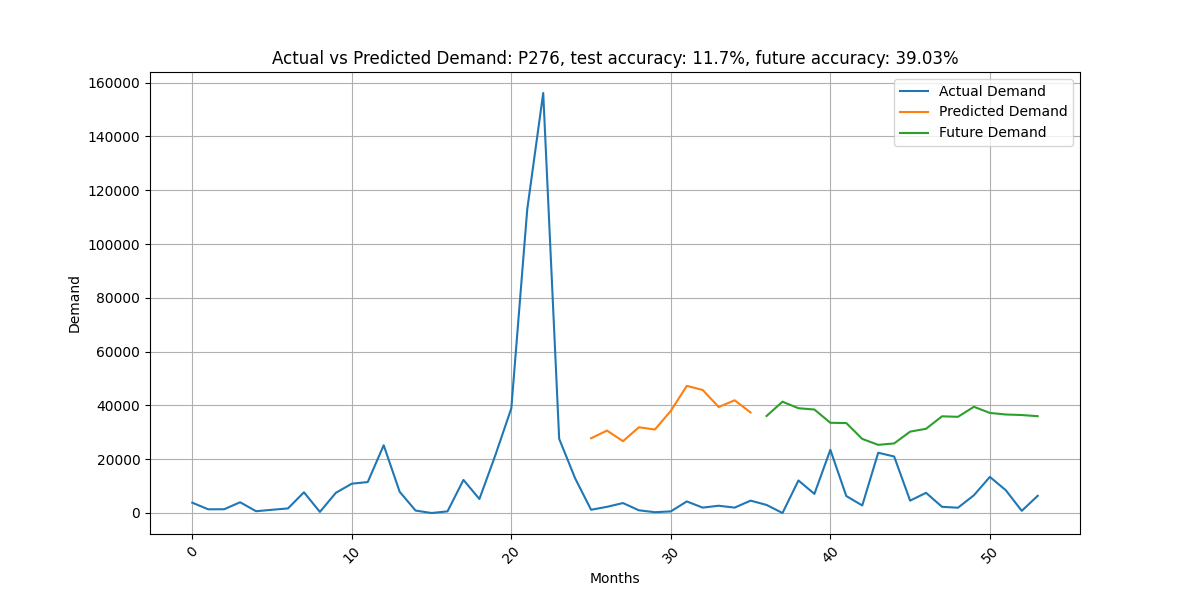 Actual vs Predicted Demand: P276, test accuracy: 11.7%, future accuracy: 39.03%
160000
140000
120000
100000
80000
60000
40000
20000
0
Demand
Actual Demand
Predicted Demand
Future Demand
0
10
20
30
40
50
Months